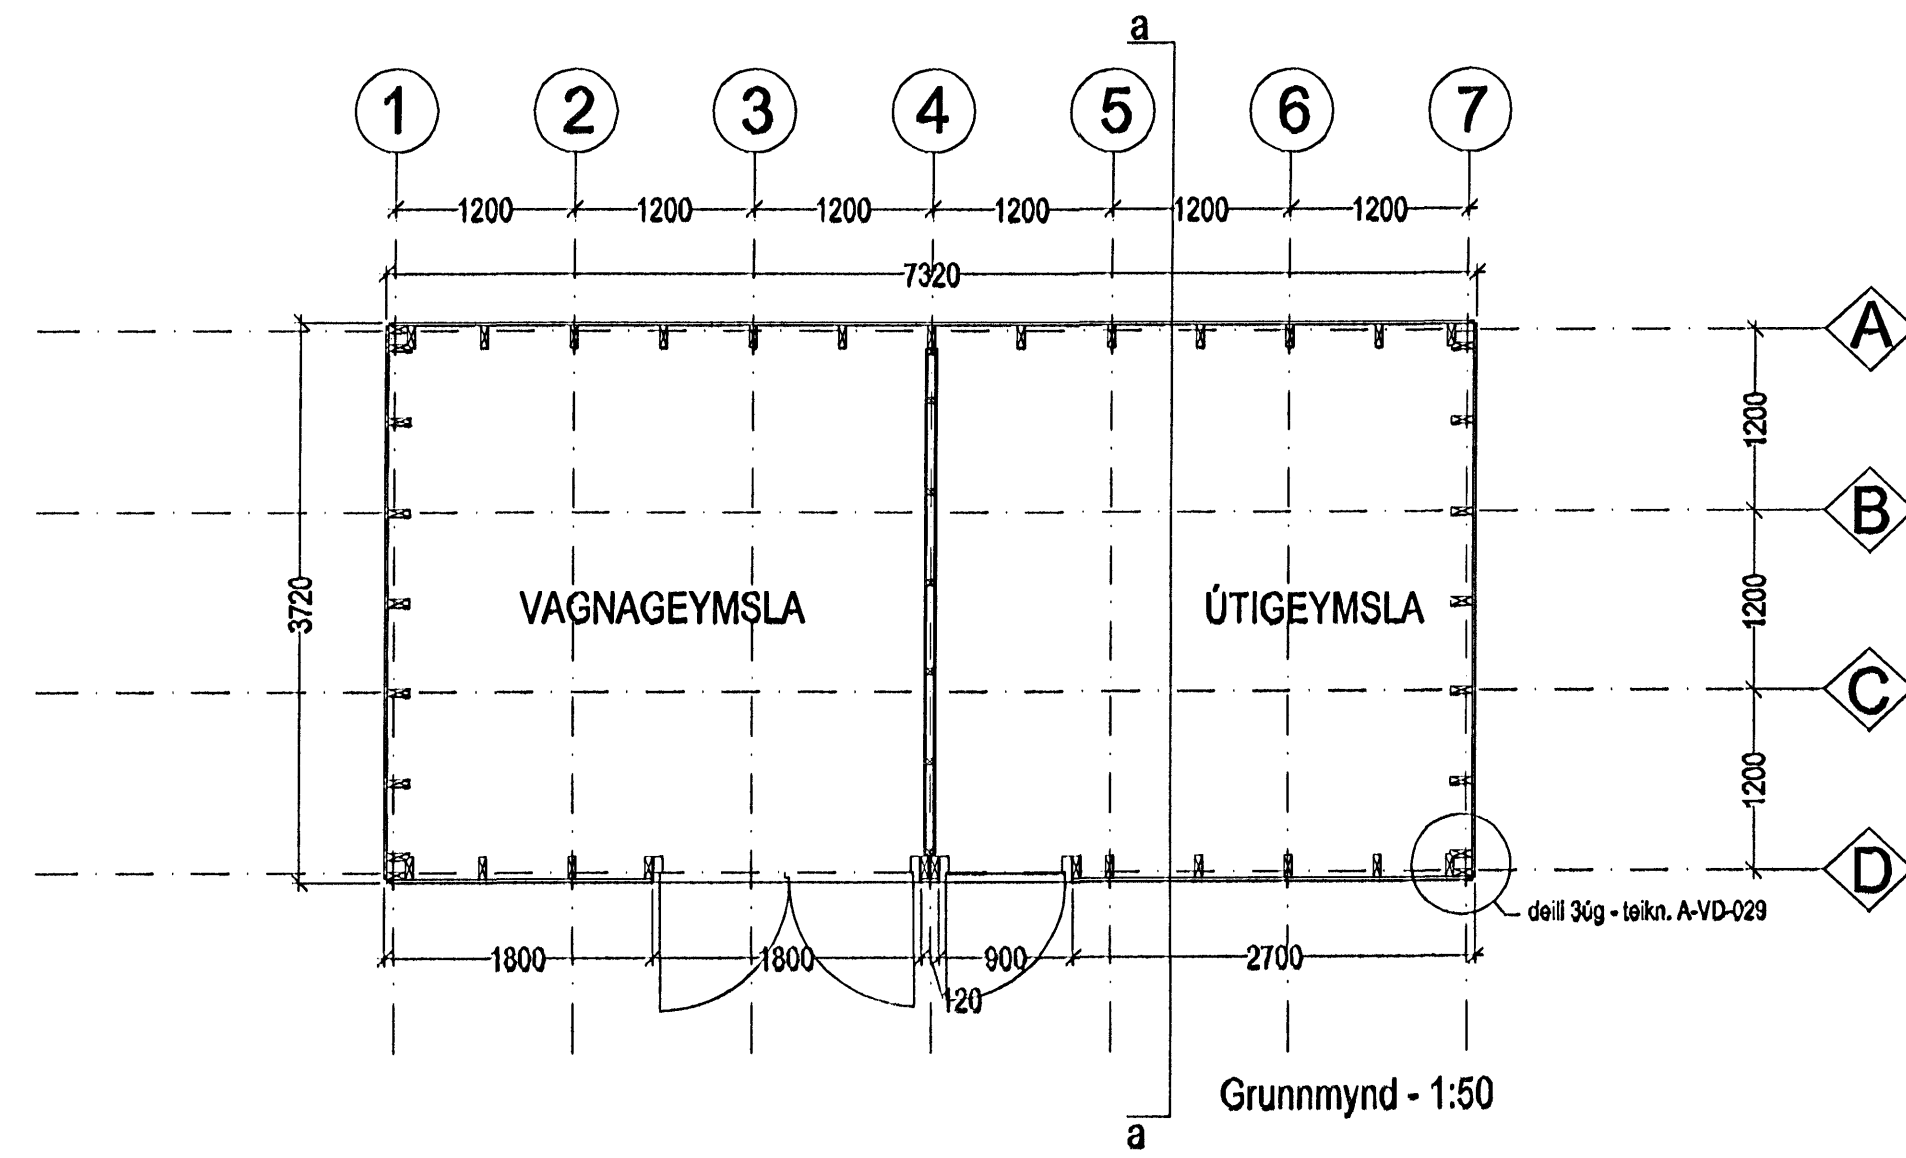 a
1 2 3 4 5 6 7
1200 1200 1200 1200 1200 1200
7320
A
1200
B
3720
VAGNAGEYMSLA ÚTIGEYMSLA
1200
C
1200
D
deili 3úg - teikn. A-VD-029
1800 1800 900 2700
120
Grunnmynd - 1:50
a